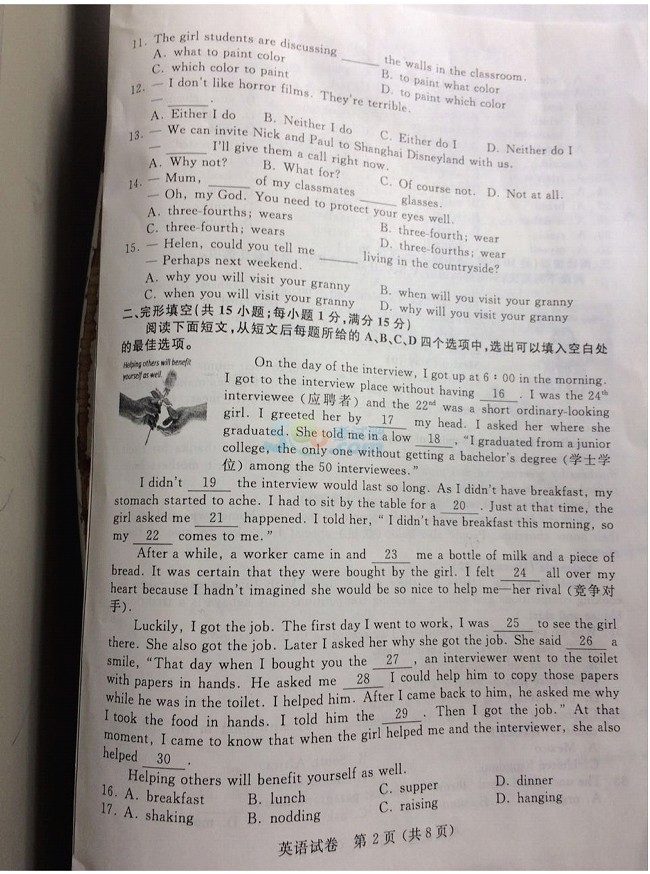 11. The girl students are discussing ______ the walls in the classroom.
A. what to paint color B. to paint what color
C. which color to paint D. to paint which color
12. — I don't like horror films. They're terrible.
— ______.
A. Either I do B. Neither I do C. Either do I D. Neither do I
13. — We can invite Nick and Paul to Shanghai Disneyland with us.
— ______ I'll give them a call right now.
A. Why not? B. What for? C. Of course not. D. Not at all.
14. — Mum, ______ of my classmates ______ glasses.
— Oh, my God. You need to protect your eyes well.
A. three-fourths; wears B. three-fourth; wear
C. three-fourth; wears D. three-fourths; wear
15. — Helen, could you tell me ______ living in the countryside?
— Perhaps next weekend.
A. why you will visit your granny B. when will you visit your granny
C. when you will visit your granny D. why will you visit your granny
二、完形填空(共 15 小题;每小题 1 分,满分 15 分)
阅读下面短文,从短文后每题所给的 A、B、C、D 四个选项中,选出可以填入空白处
的最佳选项。
Helping others will benefit
yourself as well.
On the day of the interview, I got up at 6:00 in the morning.
I got to the interview place without having 16 . I was the 24th
interviewee (应聘者) and the 22nd was a short ordinary-looking
girl. I greeted her by 17 my head. I asked her where she
graduated. She told me in a low 18 , "I graduated from a junior
college, the only one without getting a bachelor's degree (学士学
位) among the 50 interviewees."
I didn't 19 the interview would last so long. As I didn't have breakfast, my
stomach started to ache. I had to sit by the table for a 20 . Just at that time, the
girl asked me 21 happened. I told her, "I didn't have breakfast this morning, so
my 22 comes to me."
After a while, a worker came in and 23 me a bottle of milk and a piece of
bread. It was certain that they were bought by the girl. I felt 24 all over my
heart because I hadn't imagined she would be so nice to help me—her rival (竞争对
手).
Luckily, I got the job. The first day I went to work, I was 25 to see the girl
there. She also got the job. Later I asked her why she got the job. She said 26 a
smile, "That day when I bought you the 27 , an interviewer went to the toilet
with papers in hands. He asked me 28 I could help him to copy those papers
while he was in the toilet. I helped him. After I came back to him, he asked me why
I took the food in hands. I told him the 29 . Then I got the job." At that
moment, I came to know that when the girl helped me and the interviewer, she also
helped 30 .
Helping others will benefit yourself as well.
16. A. breakfast B. lunch C. supper D. dinner
17. A. shaking B. nodding C. raising D. hanging
英语试卷 第 2 页(共 8 页)